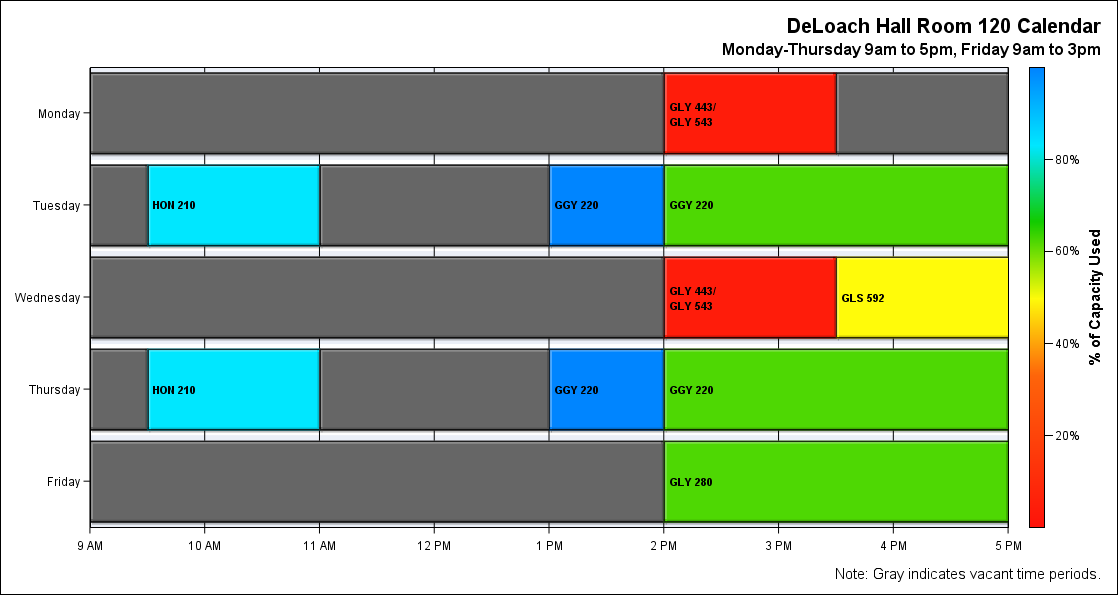 DeLoach Hall Room 120 Calendar
Monday-Thursday 9am to 5pm, Friday 9am to 3pm
Monday
GLY 443/
GLY 543
Tuesday
HON 210
GGY 220
GGY 220
Wednesday
GLY 443/
GLY 543
GLS 592
Thursday
HON 210
GGY 220
GGY 220
Friday
GLY 280
9 AM
10 AM
11 AM
12 PM
1 PM
2 PM
3 PM
4 PM
5 PM
80%
60%
40%
20%
% of Capacity Used
Note: Gray indicates vacant time periods.